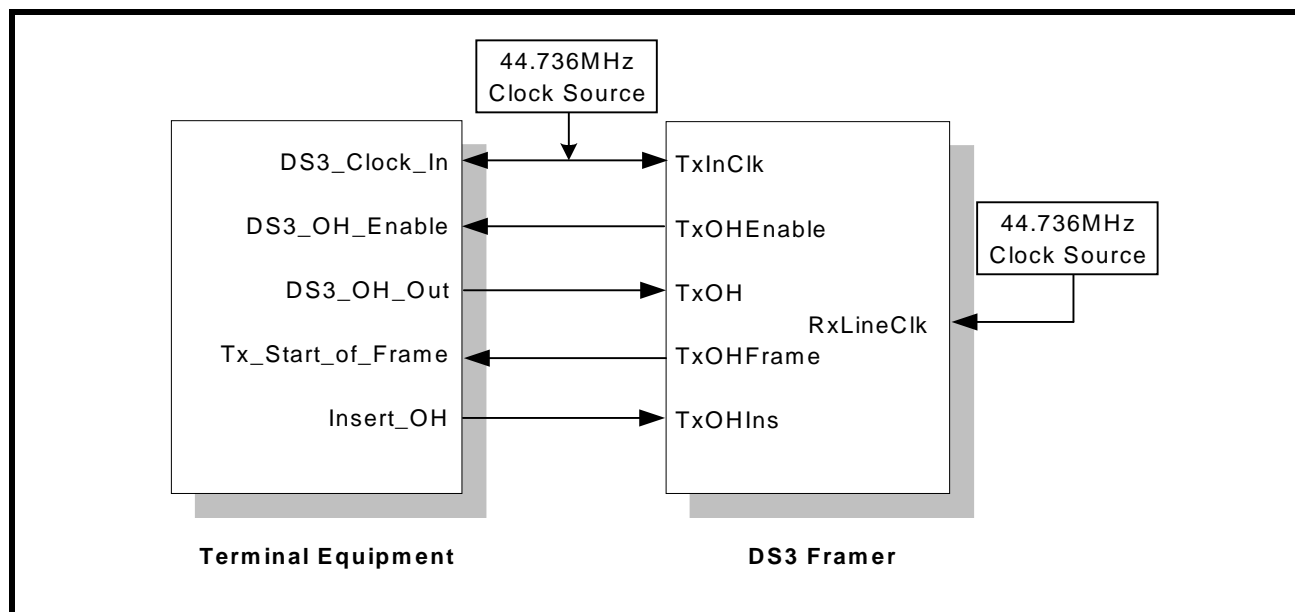 44.736MHz
Clock Source
DS3_Clock_In
TxInClk
DS3_OH_Enable
TxOHEnable
44.736MHz
Clock Source
DS3_OH_Out
TxOH
RxLineClk
Tx_Start_of_Frame
TxOHFrame
Insert_OH
TxOHIns
Terminal Equipment
DS3 Framer